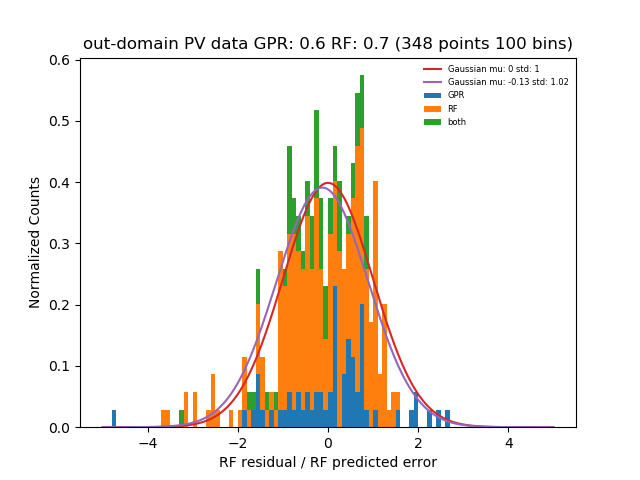 out-domain PV data GPR: 0.6 RF: 0.7 (348 points 100 bins)
Gaussian mu: 0 std: 1
Gaussian mu: -0.13 std: 1.02
GPR
RF
both
Normalized Counts
0.6
0.5
0.4
0.3
0.2
0.1
0.0
−4 −2 0 2 4
RF residual / RF predicted error